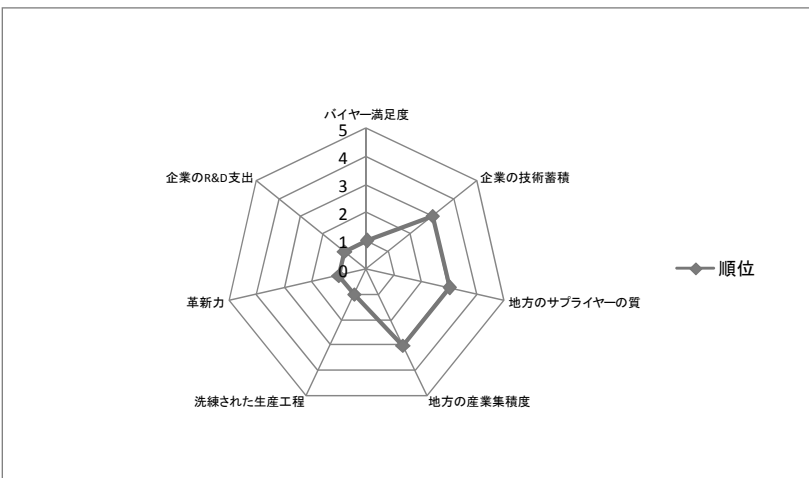 バイヤー満足度
企業のR&D支出
企業の技術蓄積
5
4
3
2
1
0
順位
革新力
地方のサプライヤーの質
洗練された生産工程
地方の産業集積度